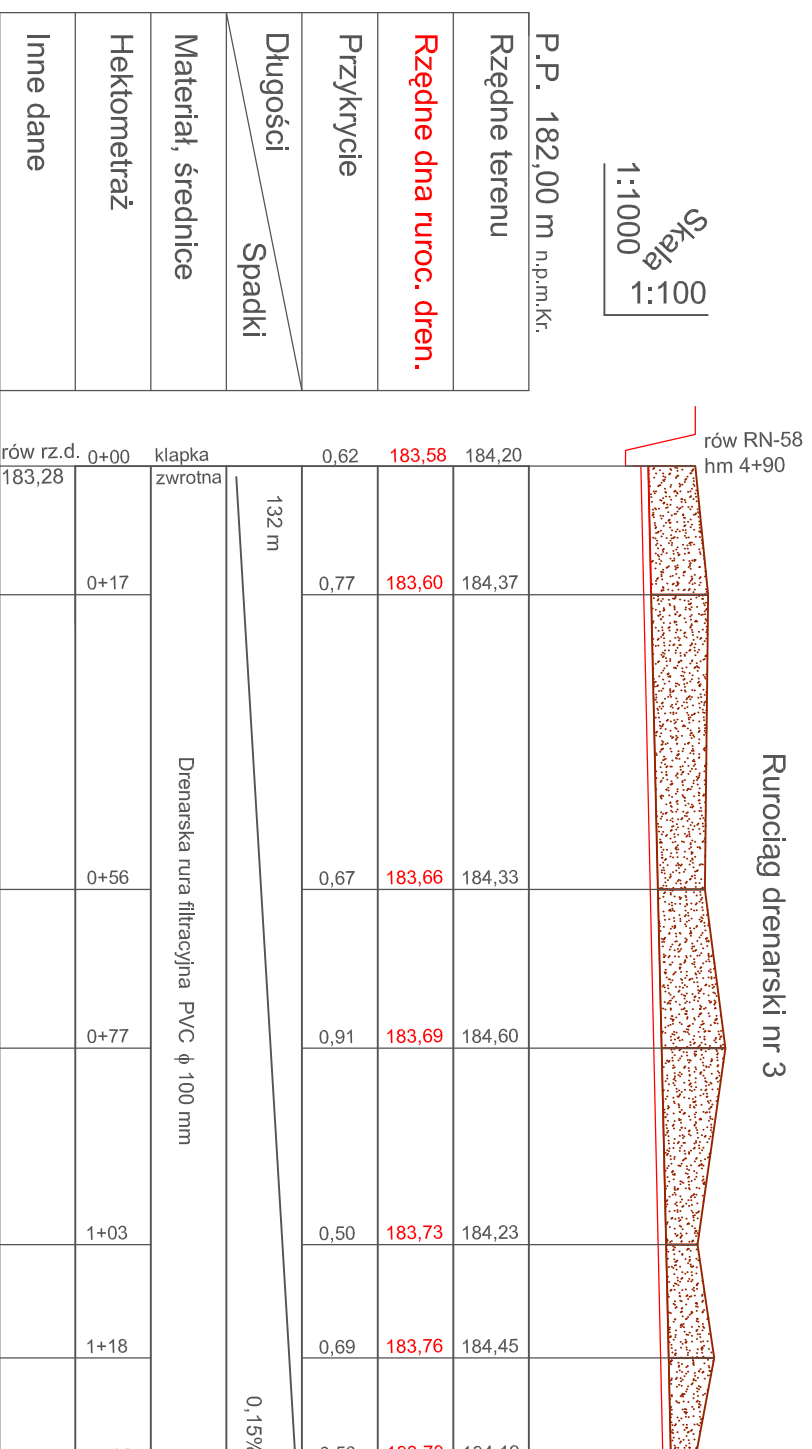 Rurociąg drenarski nr 3
Skala
1:100
1:1000
rów RN-58
hm 4+90
P.P. 182,00 m n.p.m.Kr.
Rzędne terenu
184,20
184,37
184,33
184,60
184,23
184,45
Rzędne dna ruroc. dren.
183,58
183,60
183,66
183,69
183,73
183,76
Przykrycie
0,62
0,77
0,67
0,91
0,50
0,69
Długości
Spadki
132 m
0,15%
Materiał, średnice
klapka
zwrotna
Drenarska rura filtracyjna PVC ϕ 100 mm
Hektometraż
0+00
0+17
0+56
0+77
1+03
1+18
Inne dane
rów rz.d.
183,28